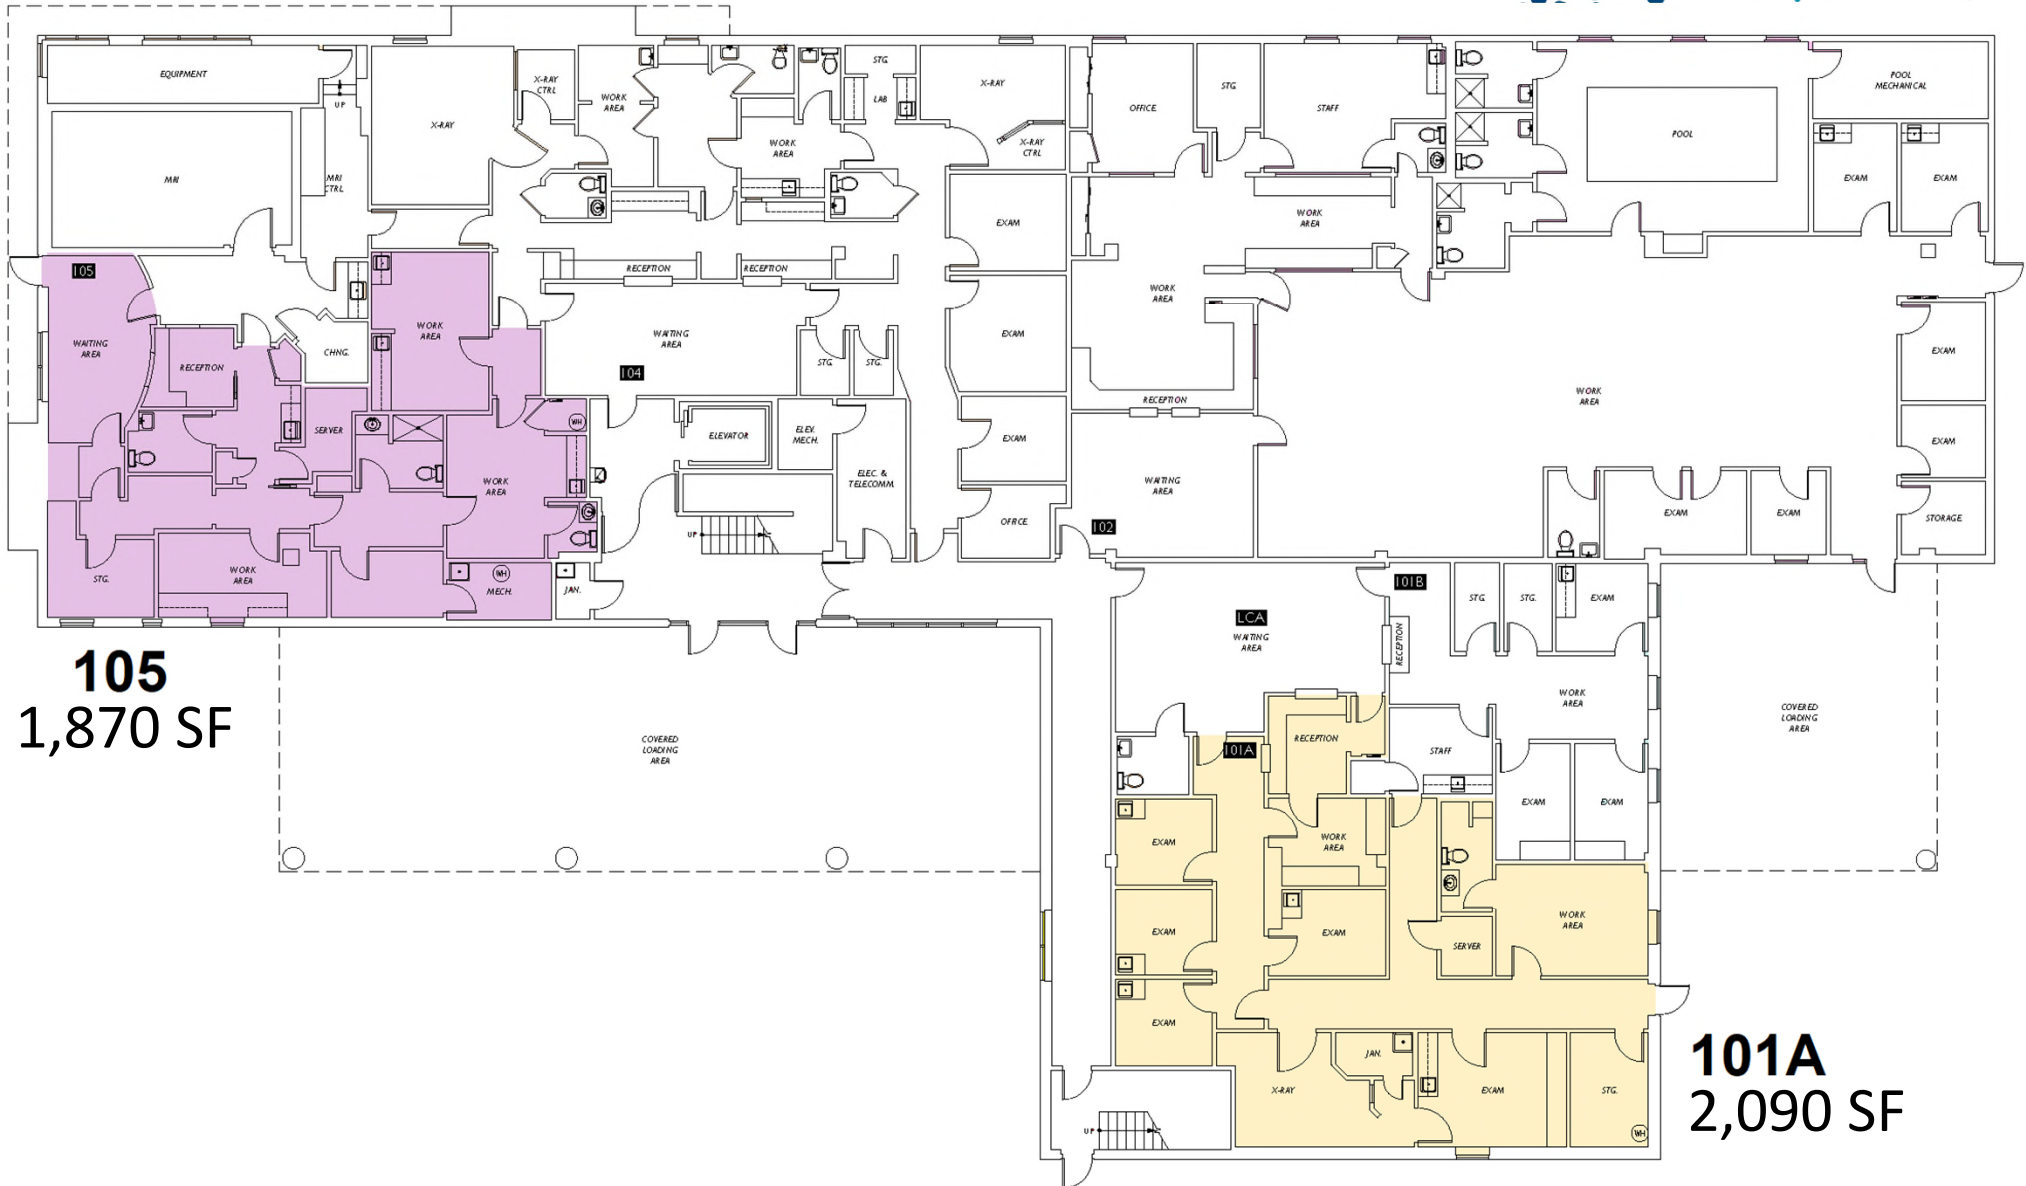 EQUIPMENT
UP
X-RAY
X-RAY
CTRL
WORK
AREA
STG.
LAB
X-RAY
X-RAY
CTRL
WORK
AREA
MRI
MRI
CTRL
OFFICE
STG.
STAFF
POOL
POOL
MECHANICAL
EXAM
EXAM
EXAM
WORK
AREA
RECEPTION
RECEPTION
105
WAITING
AREA
RECEPTION
CHNG.
WORK
AREA
WAITING
AREA
104
STG.
STG.
EXAM
WORK
AREA
RECEPTION
WORK
AREA
EXAM
EXAM
SERVER
WH
ELEVATOR
ELEV.
MECH.
EXAM
ELEC. &
TELECOMM.
WORK
AREA
WAITING
AREA
102
OFFICE
UP
EXAM
EXAM
STORAGE
STG.
WORK
AREA
WH
MECH.
JAN.
105
1,870 SF
COVERED
LOADING
AREA
LCA
WAITING
AREA
101B
RECEPTION
STG.
STG.
EXAM
WORK
AREA
COVERED
LOADING
AREA
101A
RECEPTION
STAFF
EXAM
EXAM
EXAM
WORK
AREA
EXAM
EXAM
SERVER
WORK
AREA
EXAM
X-RAY
JAN.
EXAM
STG.
WH
UP
101A
2,090 SF